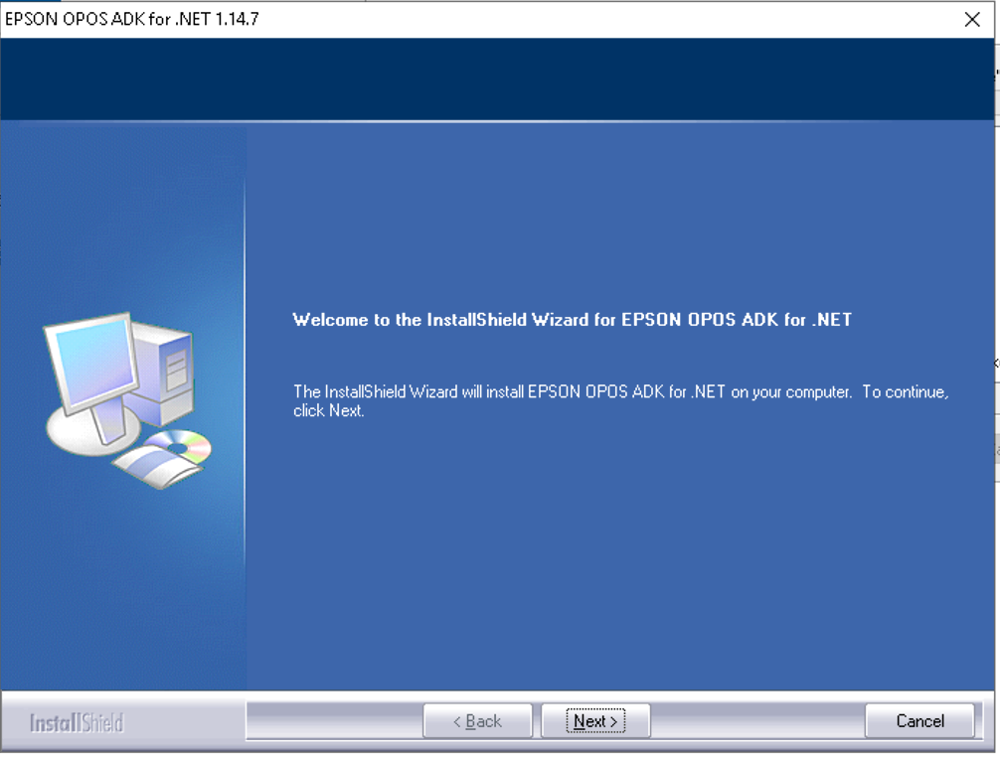 EPSON OPOS ADK for .NET 1.14.7
Welcome to the InstallShield Wizard for EPSON OPOS ADK for .NET
The InstallShield Wizard will install EPSON OPOS ADK for .NET on your computer.  To continue,
click Next.
InstallShield
< Back
Next >
Cancel